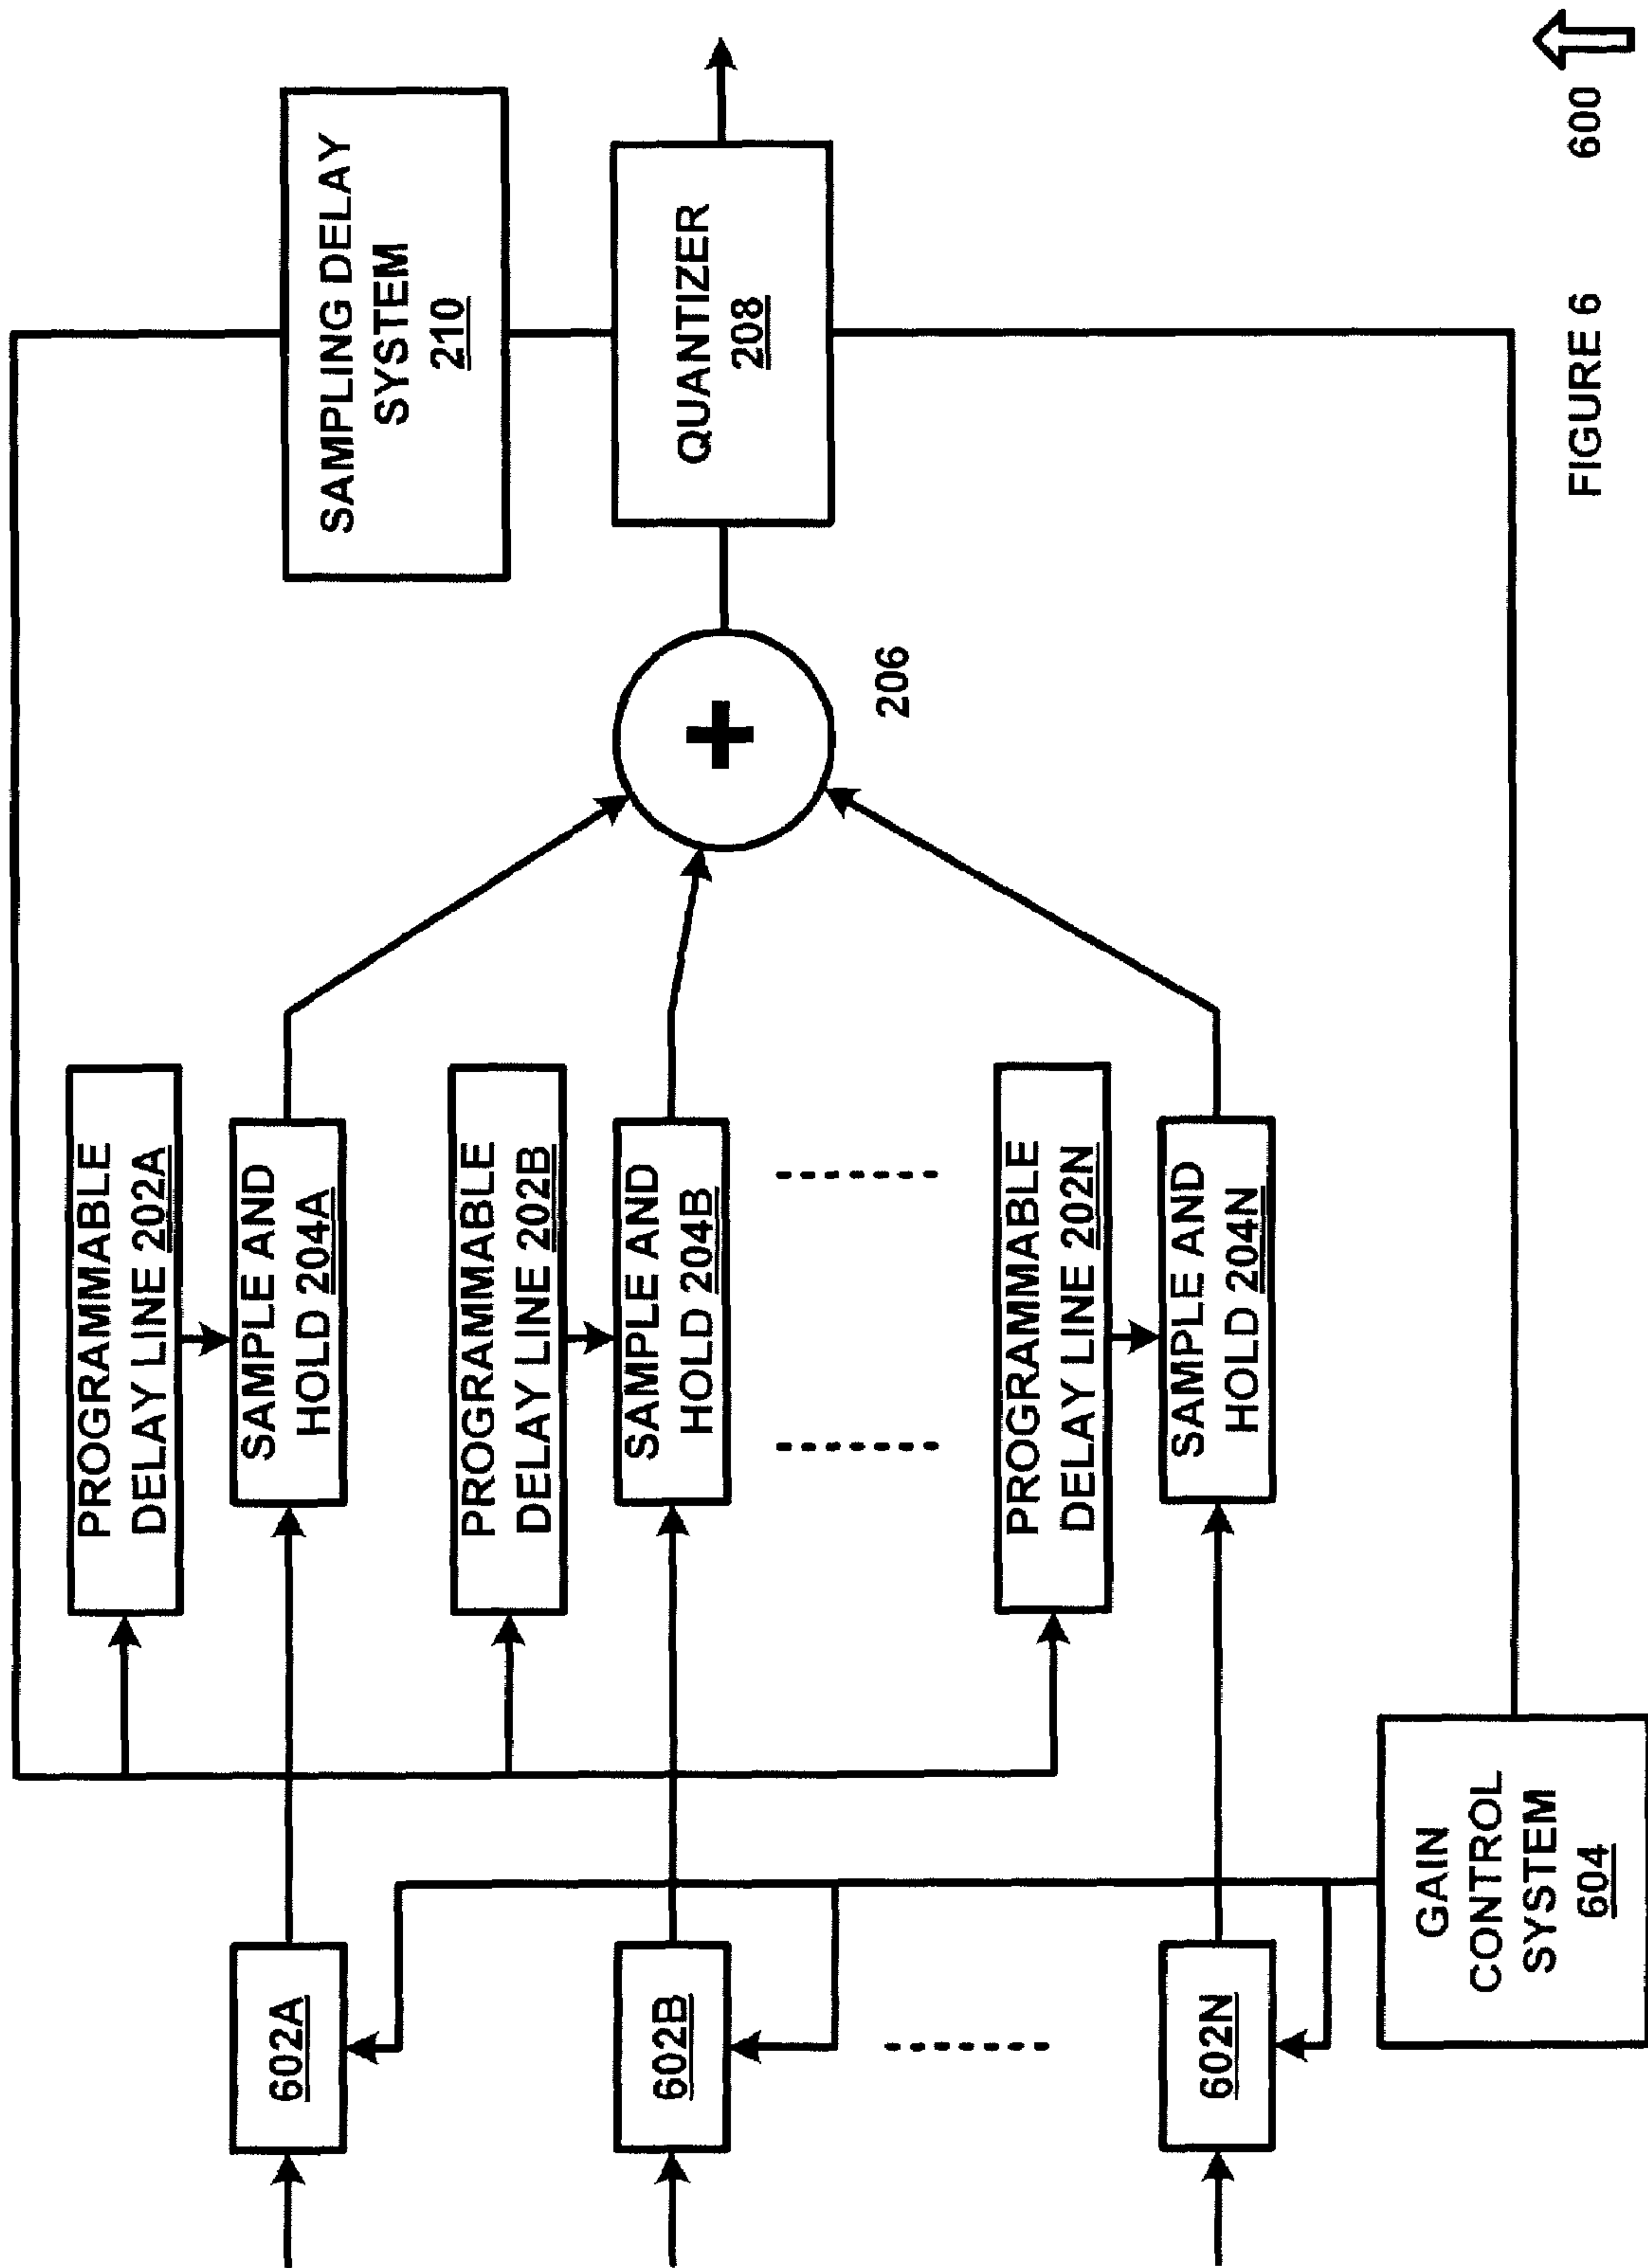 602A
602B
602N
GAIN
CONTROL
SYSTEM
604
PROGRAMMABLE
DELAY LINE 202A
SAMPLE AND
HOLD 204A
PROGRAMMABLE
DELAY LINE 202B
SAMPLE AND
HOLD 204B
PROGRAMMABLE
DELAY LINE 202N
SAMPLE AND
HOLD 204N
206
SAMPLING DELAY
SYSTEM
210
QUANTIZER
208
FIGURE 6
600